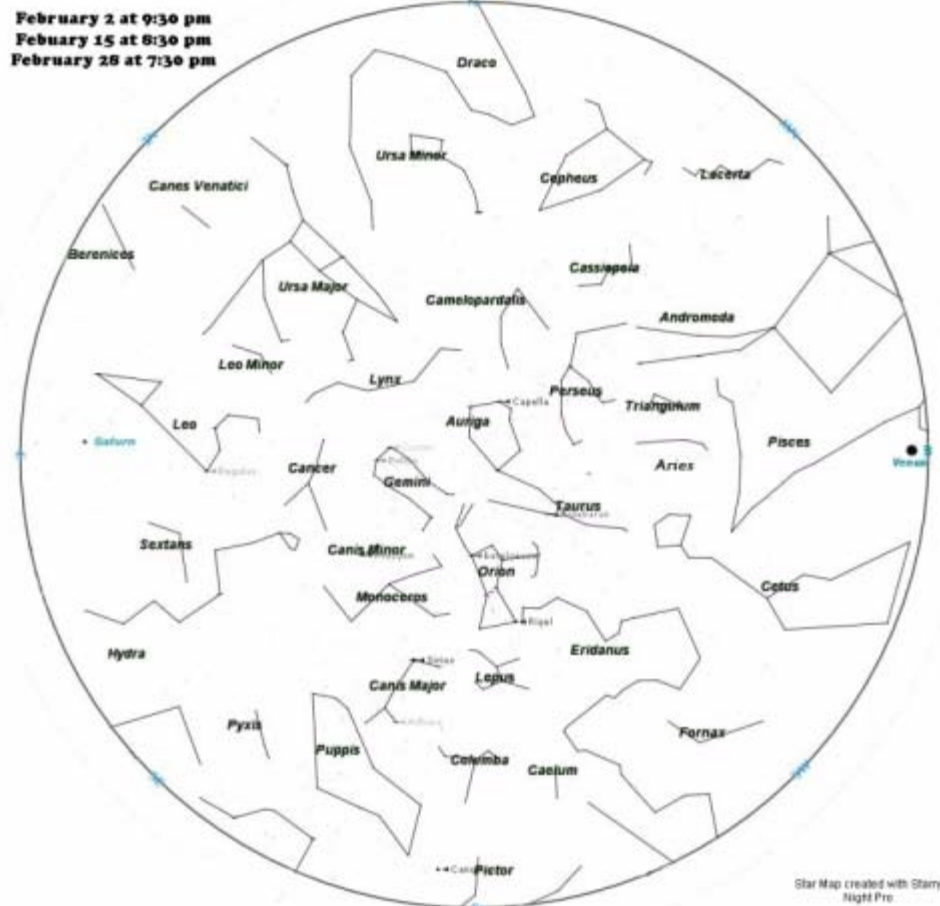 February 2 at 9:30 pm
Febuary 15 at 8:30 pm
February 28 at 7:30 pm
Draco
Ursa Minor
Cepheus
Lacerta
Canes Venatici
Berenices
Cassiopeia
Ursa Major
Camelopardalis
Andromeda
Leo Minor
Lynx
Perseus
Capella
Triangulum
Auriga
Leo
Saturn
Pisces
Aries
Venus
Cancer
Regulus
Pollux
Gemini
Taurus
Sextans
Canis Minor
Orion
Monoceros
Cetus
Rigel
Hydra
Eridanus
Sirius
Lepus
Canis Major
Pyxis
Fornax
Puppis
Columba
Caelum
Pictor
Star Map created with Starry
Night Pro